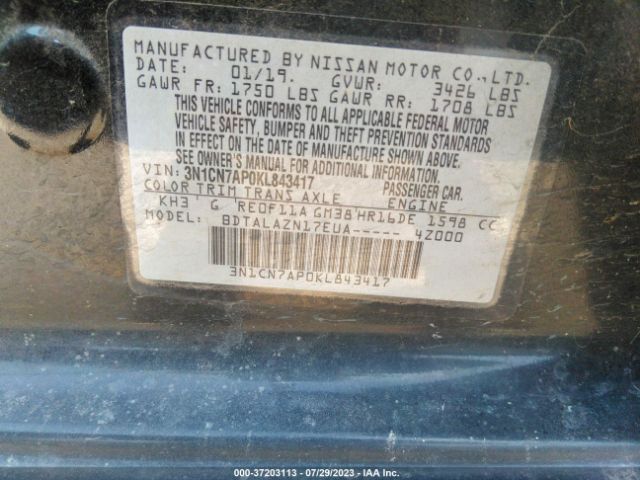 MANUFACTURED BY NISSAN MOTOR CO.,LTD.
DATE: 01/19. GVWR: 3426 LBS
GAWR FR: 1750 LBS GAWR RR: 1708 LBS
THIS VEHICLE CONFORMS TO ALL APPLICABLE FEDERAL MOTOR
VEHICLE SAFETY, BUMPER AND THEFT PREVENTION STANDARDS
IN EFFECT ON THE DATE OF MANUFACTURE SHOWN ABOVE.
SEE OWNER'S MANUAL FOR ADDITIONAL INFORMATION.
VIN: 3N1CN7AP0KL843417 PASSENGER CAR.
COLOR TRIM TRANS AXLE ENGINE
KH3 G RE0F11A GM38 HR16DE 1598 CC
MODEL: BDTALAZN17EUA----- 4Z000
3N1CN7AP0KL843417
000-37203113 - 07/29/2023 - IAA Inc.